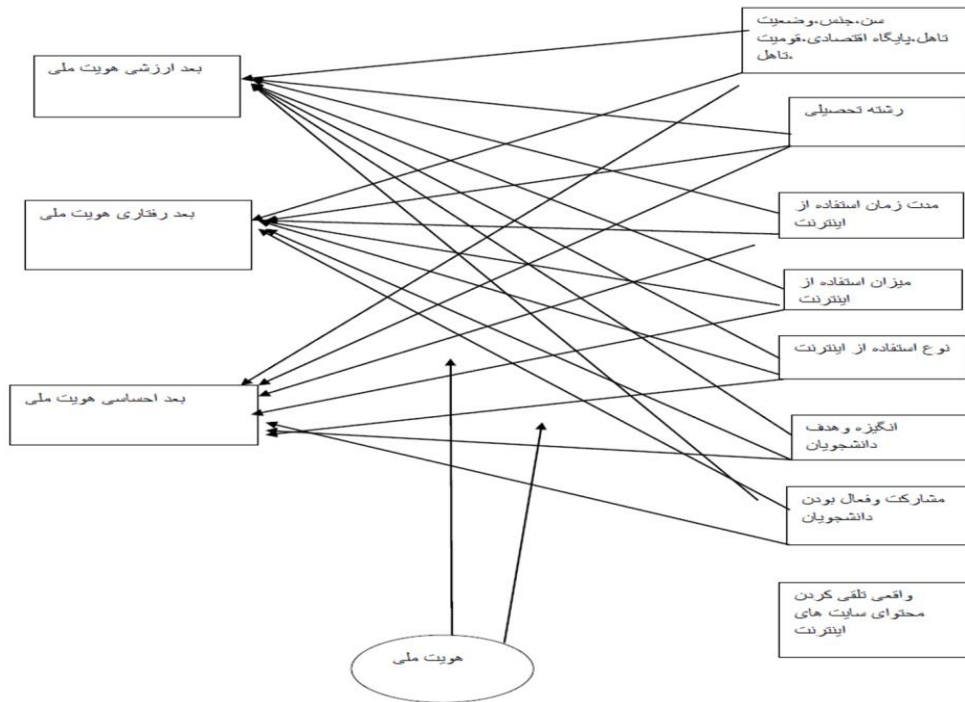 سن،جنس،وضعیت
تاهل،پایگاه اقتصادی،قومیت
،تاهل
بعد ارزشی هویت ملی
رشته تحصیلی
مدت زمان استفاده از
اینترنت
بعد رفتاری هویت ملی
میزان استفاده از
اینترنت
نوع استفاده از اینترنت
بعد احساسی هویت ملی
انگیزه وهدف
دانشجویان
مشارکت وفعال بودن
دانشجویان
واقعی تلقی کردن
محتوای سایت های
اینترنت
هویت ملی